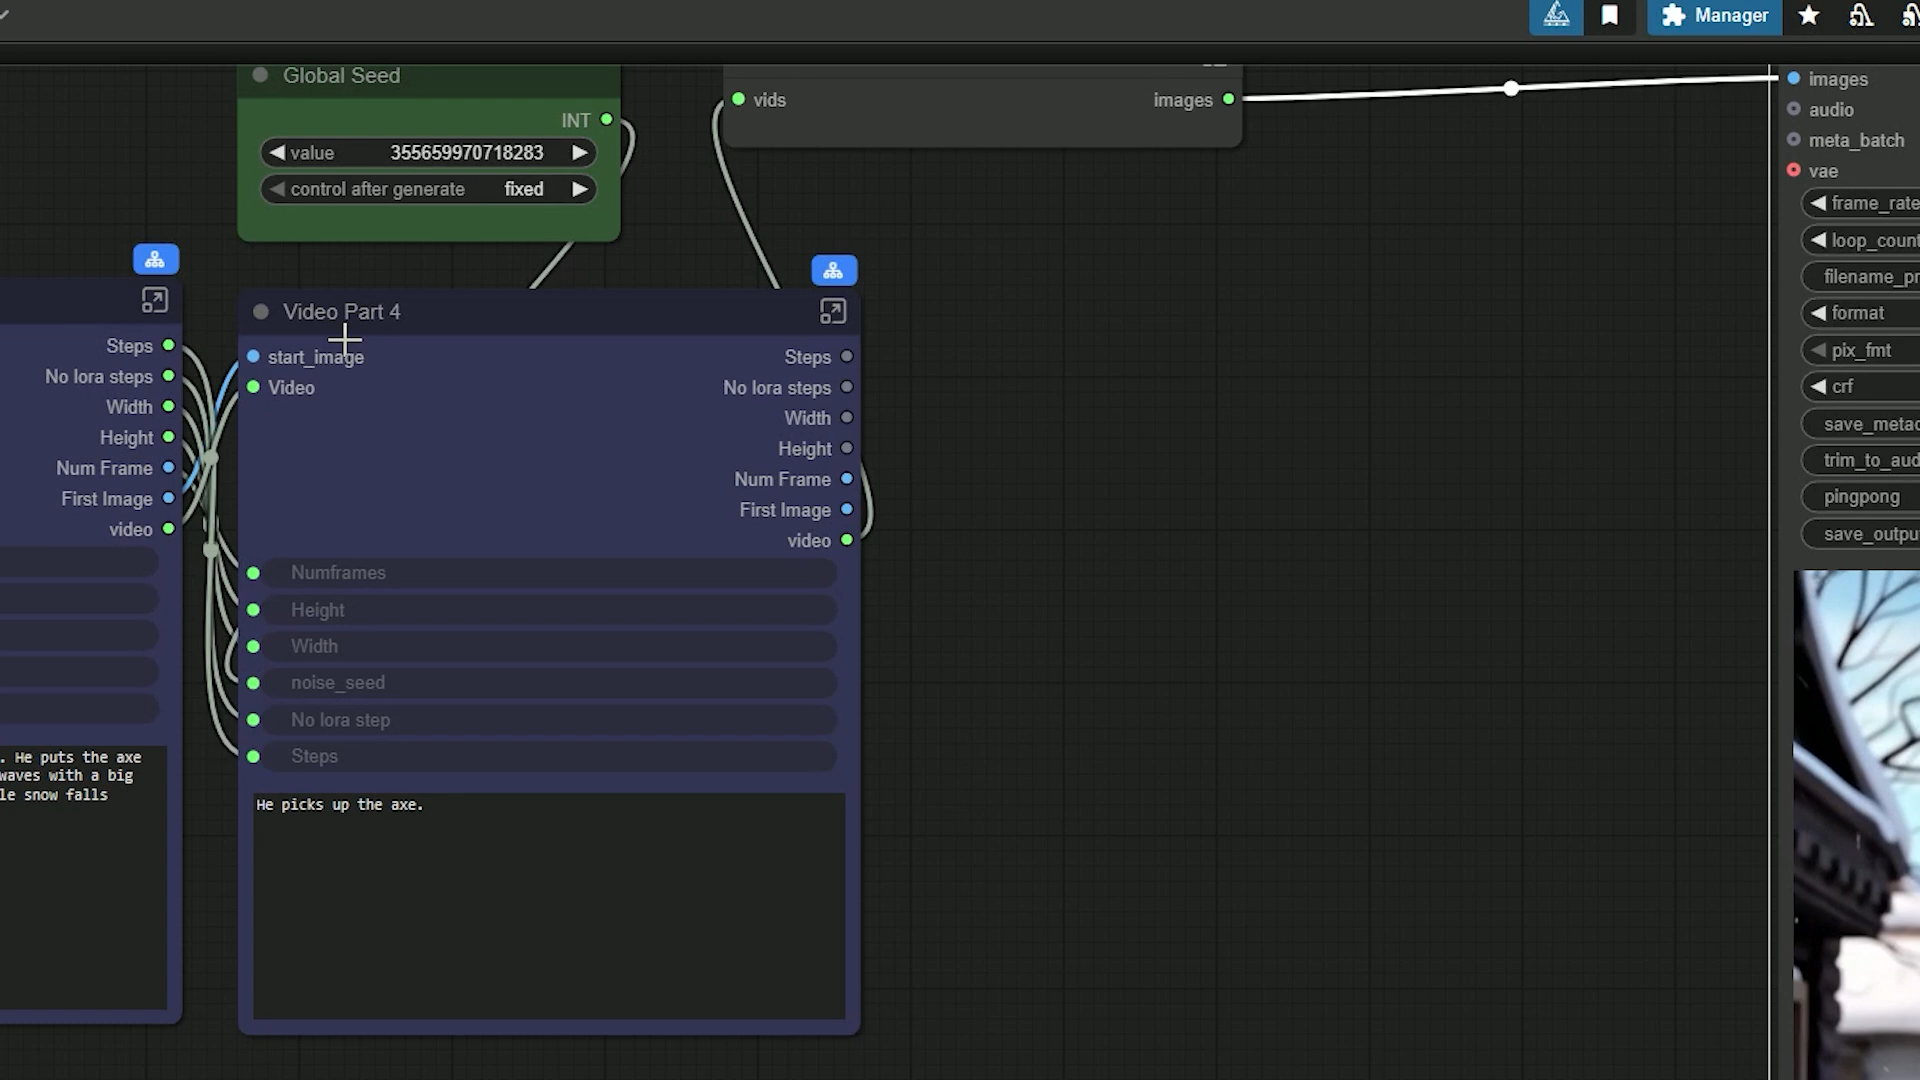 Manager
Global Seed
INT
value 355659970718283
control after generate fixed
vids
images
images
audio
meta_batch
vae
frame_rate
loop_count
filename_pr
format
pix_fmt
crf
save_metad
trim_to_aud
pingpong
save_outpu
Steps
No lora steps
Width
Height
Num Frame
First Image
video
. He puts the axe
waves with a big
le snow falls
Video Part 4
start_image
Video
Steps
No lora steps
Width
Height
Num Frame
First Image
video
Numframes
Height
Width
noise_seed
No lora step
Steps
He picks up the axe.